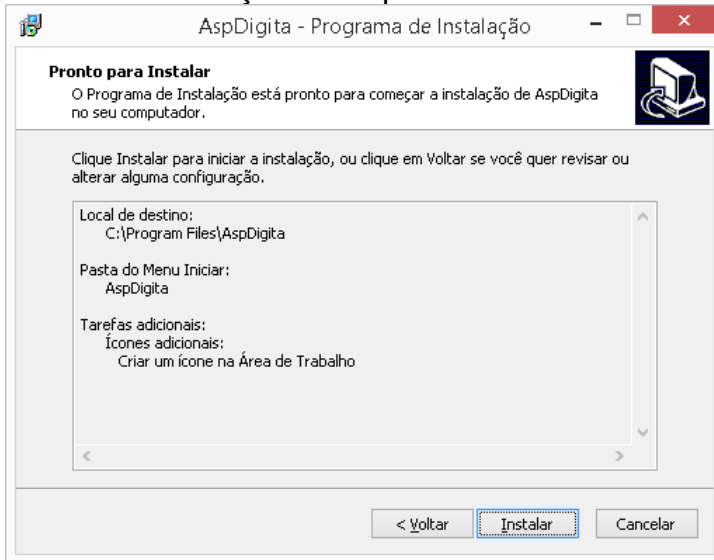 AspDigita - Programa de Instalação
Pronto para Instalar
O Programa de Instalação está pronto para começar a instalação de AspDigita
no seu computador.
Clique Instalar para iniciar a instalação, ou clique em Voltar se você quer revisar ou
alterar alguma configuração.
Local de destino:
C:\Program Files\AspDigita
Pasta do Menu Iniciar:
AspDigita
Tarefas adicionais:
Ícones adicionais:
Criar um ícone na Área de Trabalho
< Voltar Instalar Cancelar